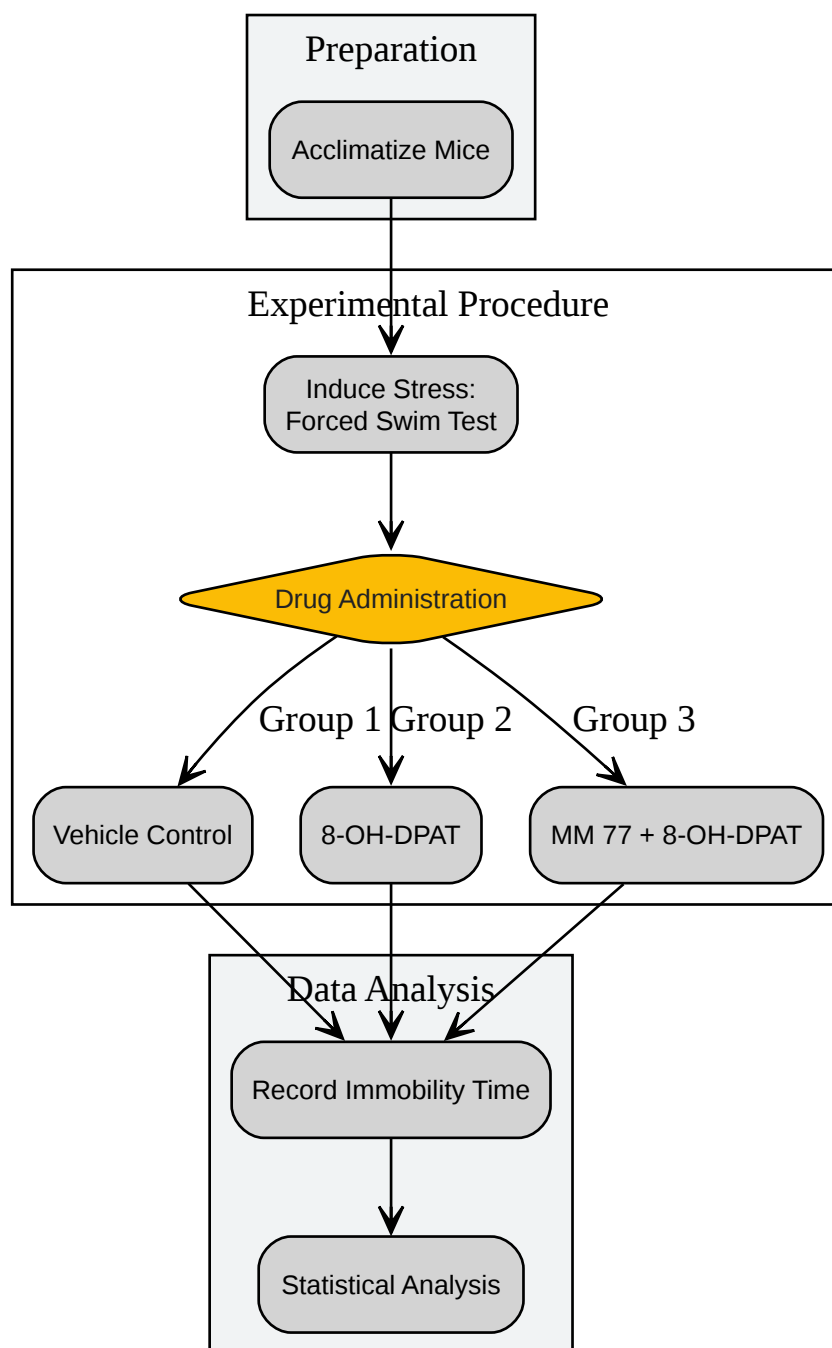 Preparation
Acclimatize Mice
Experimental Procedure
Induce Stress:
Forced Swim Test
Drug Administration
Group 1
Group 2
Group 3
Vehicle Control
8-OH-DPAT
MM 77 + 8-OH-DPAT
Data Analysis
Record Immobility Time
Statistical Analysis